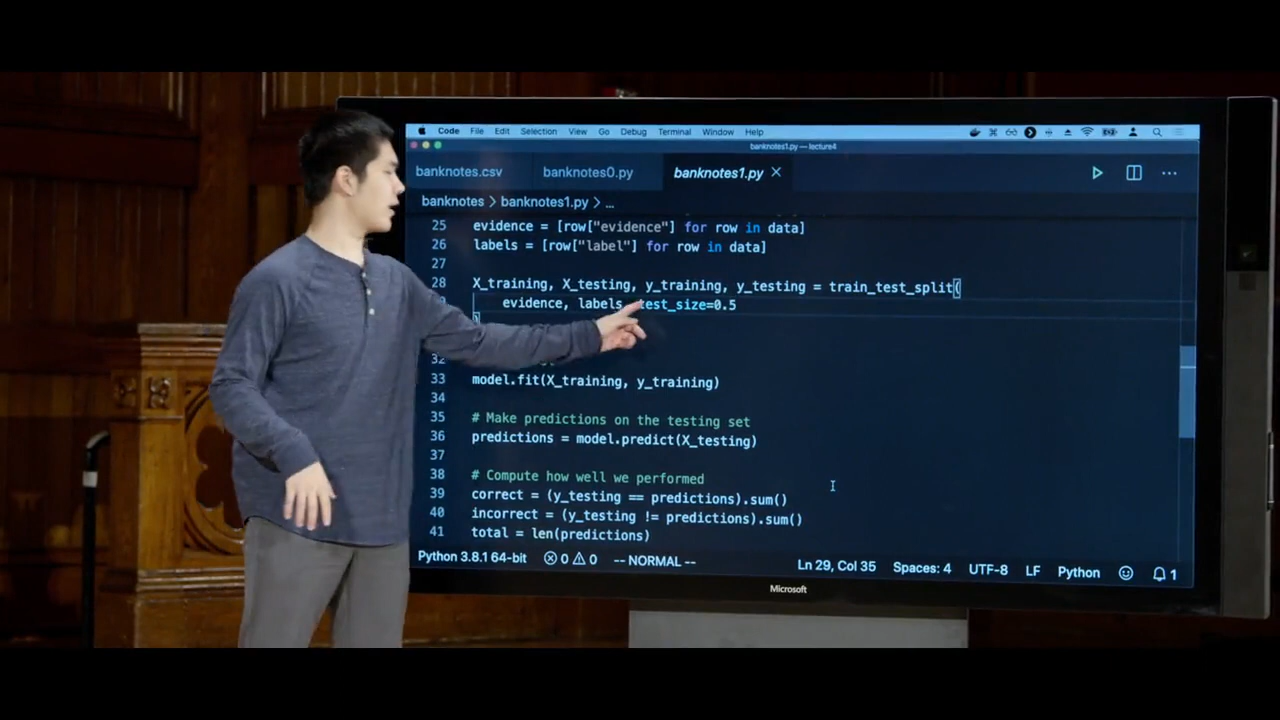 Code File Edit Selection View Go Debug Terminal Window Help
banknotes1.py — lecture4
banknotes.csv banknotes0.py banknotes1.py
banknotes > banknotes1.py > ...
25 evidence = [row["evidence"] for row in data]
26 labels = [row["label"] for row in data]
27
28 X_training, X_testing, y_training, y_testing = train_test_split(
evidence, labels, test_size=0.5
)
32
33 model.fit(X_training, y_training)
34
35 # Make predictions on the testing set
36 predictions = model.predict(X_testing)
37
38 # Compute how well we performed
39 correct = (y_testing == predictions).sum()
40 incorrect = (y_testing != predictions).sum()
41 total = len(predictions)
Python 3.8.1 64-bit 0 0 -- NORMAL -- Ln 29, Col 35 Spaces: 4 UTF-8 LF Python 1
Microsoft